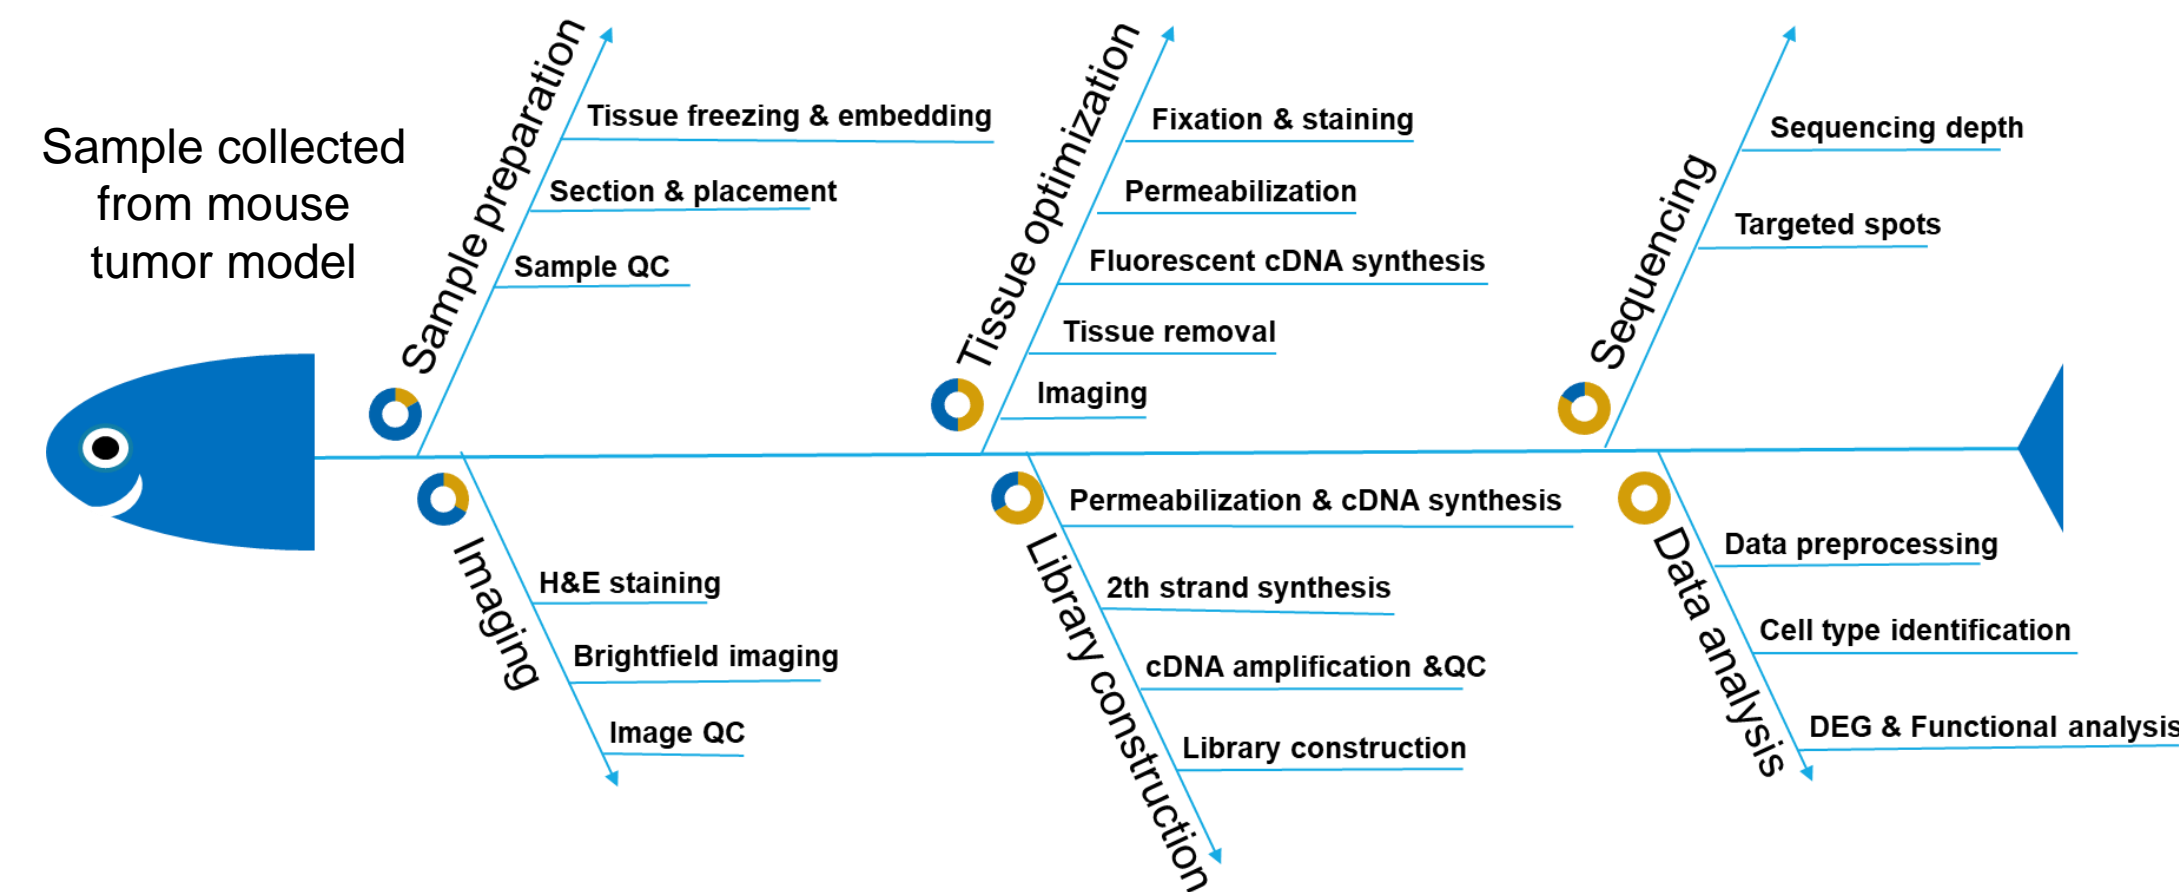 Sample collected
from mouse
tumor model
Sample preparation
Tissue freezing & embedding
Section & placement
Sample QC
Tissue optimization
Fixation & staining
Permeabilization
Fluorescent cDNA synthesis
Tissue removal
Imaging
Sequencing
Sequencing depth
Targeted spots
Imaging
H&E staining
Brightfield imaging
Image QC
Library construction
Permeabilization & cDNA synthesis
2th strand synthesis
cDNA amplification &QC
Library construction
Data analysis
Data preprocessing
Cell type identification
DEG & Functional analysis